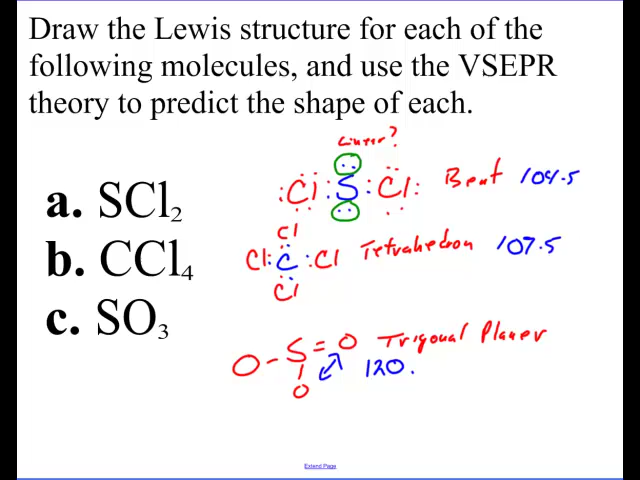 Draw the Lewis structure for each of the
following molecules, and use the VSEPR
theory to predict the shape of each.
Linear?
a. SCl2
:Cl:S:Cl: Bent 104.5
Cl
b. CCl4
Cl:C:Cl Tetrahedron 107.5
Cl
c. SO3
O-S=O Trigonal Planer
O
120.
Extend Page